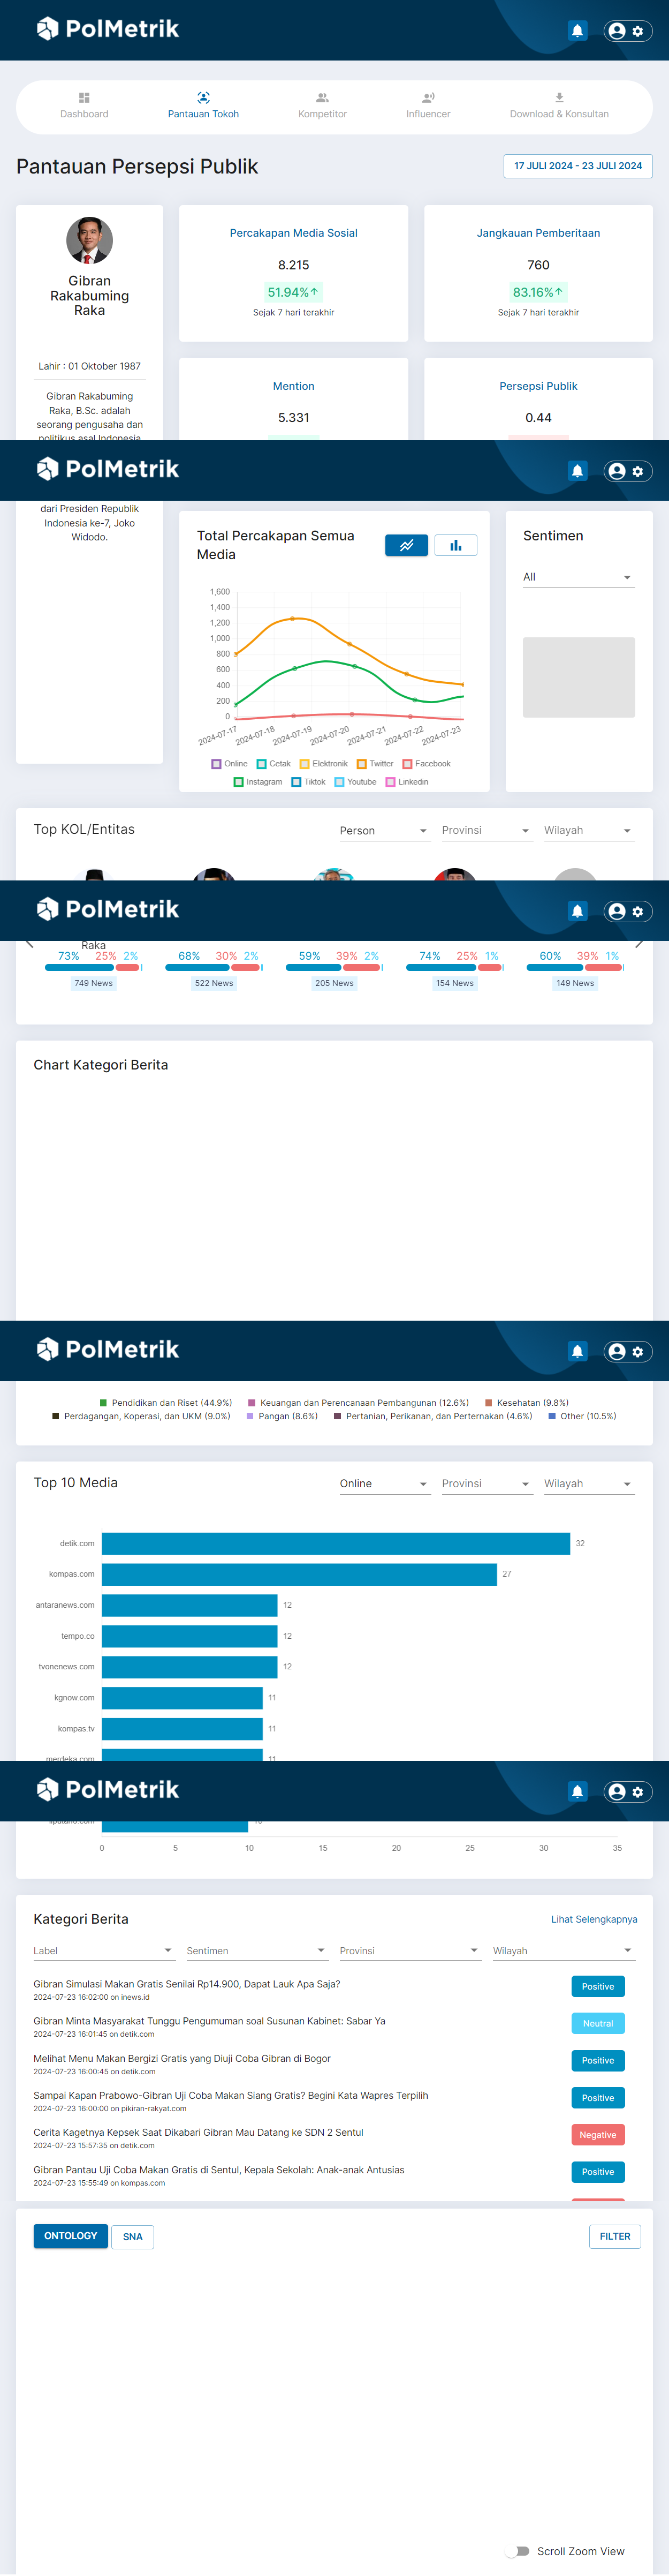 PolMetrik
Dashboard
Pantauan Tokoh
Kompetitor
Influencer
Download & Konsultan
Pantauan Persepsi Publik
17 JULI 2024 - 23 JULI 2024
Gibran
Rakabuming
Raka
Lahir : 01 Oktober 1987
Gibran Rakabuming
Raka, B.Sc. adalah
seorang pengusaha dan
politikus asal Indonesia
Percakapan Media Sosial
8.215
51.94%↑
Sejak 7 hari terakhir
Jangkauan Pemberitaan
760
83.16%↑
Sejak 7 hari terakhir
Mention
5.331
Persepsi Publik
0.44
PolMetrik
dari Presiden Republik
Indonesia ke-7, Joko
Widodo.
Total Percakapan Semua
Media
1,600
1,400
1,200
1,000
800
600
400
200
0
2024-07-17
2024-07-18
2024-07-19
2024-07-20
2024-07-21
2024-07-22
2024-07-23
Online Cetak Elektronik Twitter Facebook
Instagram Tiktok Youtube Linkedin
Sentimen
All
Top KOL/Entitas
Person
Provinsi
Wilayah
PolMetrik
Raka
73% 25% 2%
749 News
68% 30% 2%
522 News
59% 39% 2%
205 News
74% 25% 1%
154 News
60% 39% 1%
149 News
Chart Kategori Berita
PolMetrik
Pendidikan dan Riset (44.9%) Keuangan dan Perencanaan Pembangunan (12.6%) Kesehatan (9.8%)
Perdagangan, Koperasi, dan UKM (9.0%) Pangan (8.6%) Pertanian, Perikanan, dan Perternakan (4.6%) Other (10.5%)
Top 10 Media
Online
Provinsi
Wilayah
detik.com 32
kompas.com 27
antaranews.com 12
tempo.co 12
tvonenews.com 12
kgnow.com 11
kompas.tv 11
merdeka.com 11
PolMetrik
liputan6.com 10
0 5 10 15 20 25 30 35
Kategori Berita
Lihat Selengkapnya
Label
Sentimen
Provinsi
Wilayah
Gibran Simulasi Makan Gratis Senilai Rp14.900, Dapat Lauk Apa Saja?
2024-07-23 16:02:00 on inews.id
Positive
Gibran Minta Masyarakat Tunggu Pengumuman soal Susunan Kabinet: Sabar Ya
2024-07-23 16:01:45 on detik.com
Neutral
Melihat Menu Makan Bergizi Gratis yang Diuji Coba Gibran di Bogor
2024-07-23 16:00:45 on detik.com
Positive
Sampai Kapan Prabowo-Gibran Uji Coba Makan Siang Gratis? Begini Kata Wapres Terpilih
2024-07-23 16:00:00 on pikiran-rakyat.com
Positive
Cerita Kagetnya Kepsek Saat Dikabari Gibran Mau Datang ke SDN 2 Sentul
2024-07-23 15:57:35 on detik.com
Negative
Gibran Pantau Uji Coba Makan Gratis di Sentul, Kepala Sekolah: Anak-anak Antusias
2024-07-23 15:55:49 on kompas.com
Positive
ONTOLOGY
SNA
FILTER
Scroll Zoom View